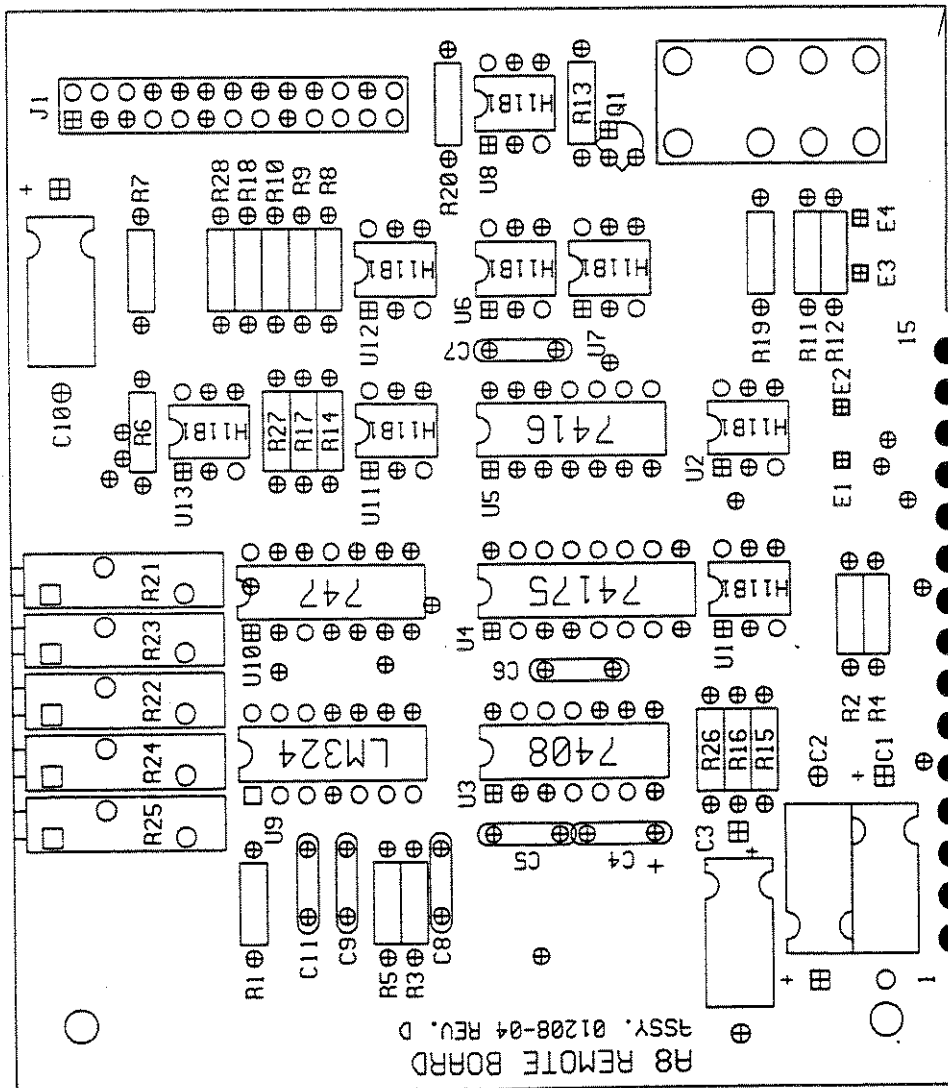 J1
+
R7
R28
R18
R10
R9
R8
R20
U8
H11B1
R13
Q1
C10
U12
H11B1
U6
H11B1
H11B1
U7
C7
R19
R11
R12
E3
E4
15
R6
U13
H11B1
R27
R17
R14
U11
H11B1
U5
7416
U2
H11B1
E1
E2
R21
R23
R22
R24
R25
U10
747
U4
74175
U1
H11B1
C6
R2
R4
U9
LM324
U3
7408
R26
R16
R15
C2
+
C1
C3
+
C5
C4
+
R1
C11
C9
R5
R3
C8
+
1
ASSY. 01208-04 REV. D
A8 REMOTE BOARD